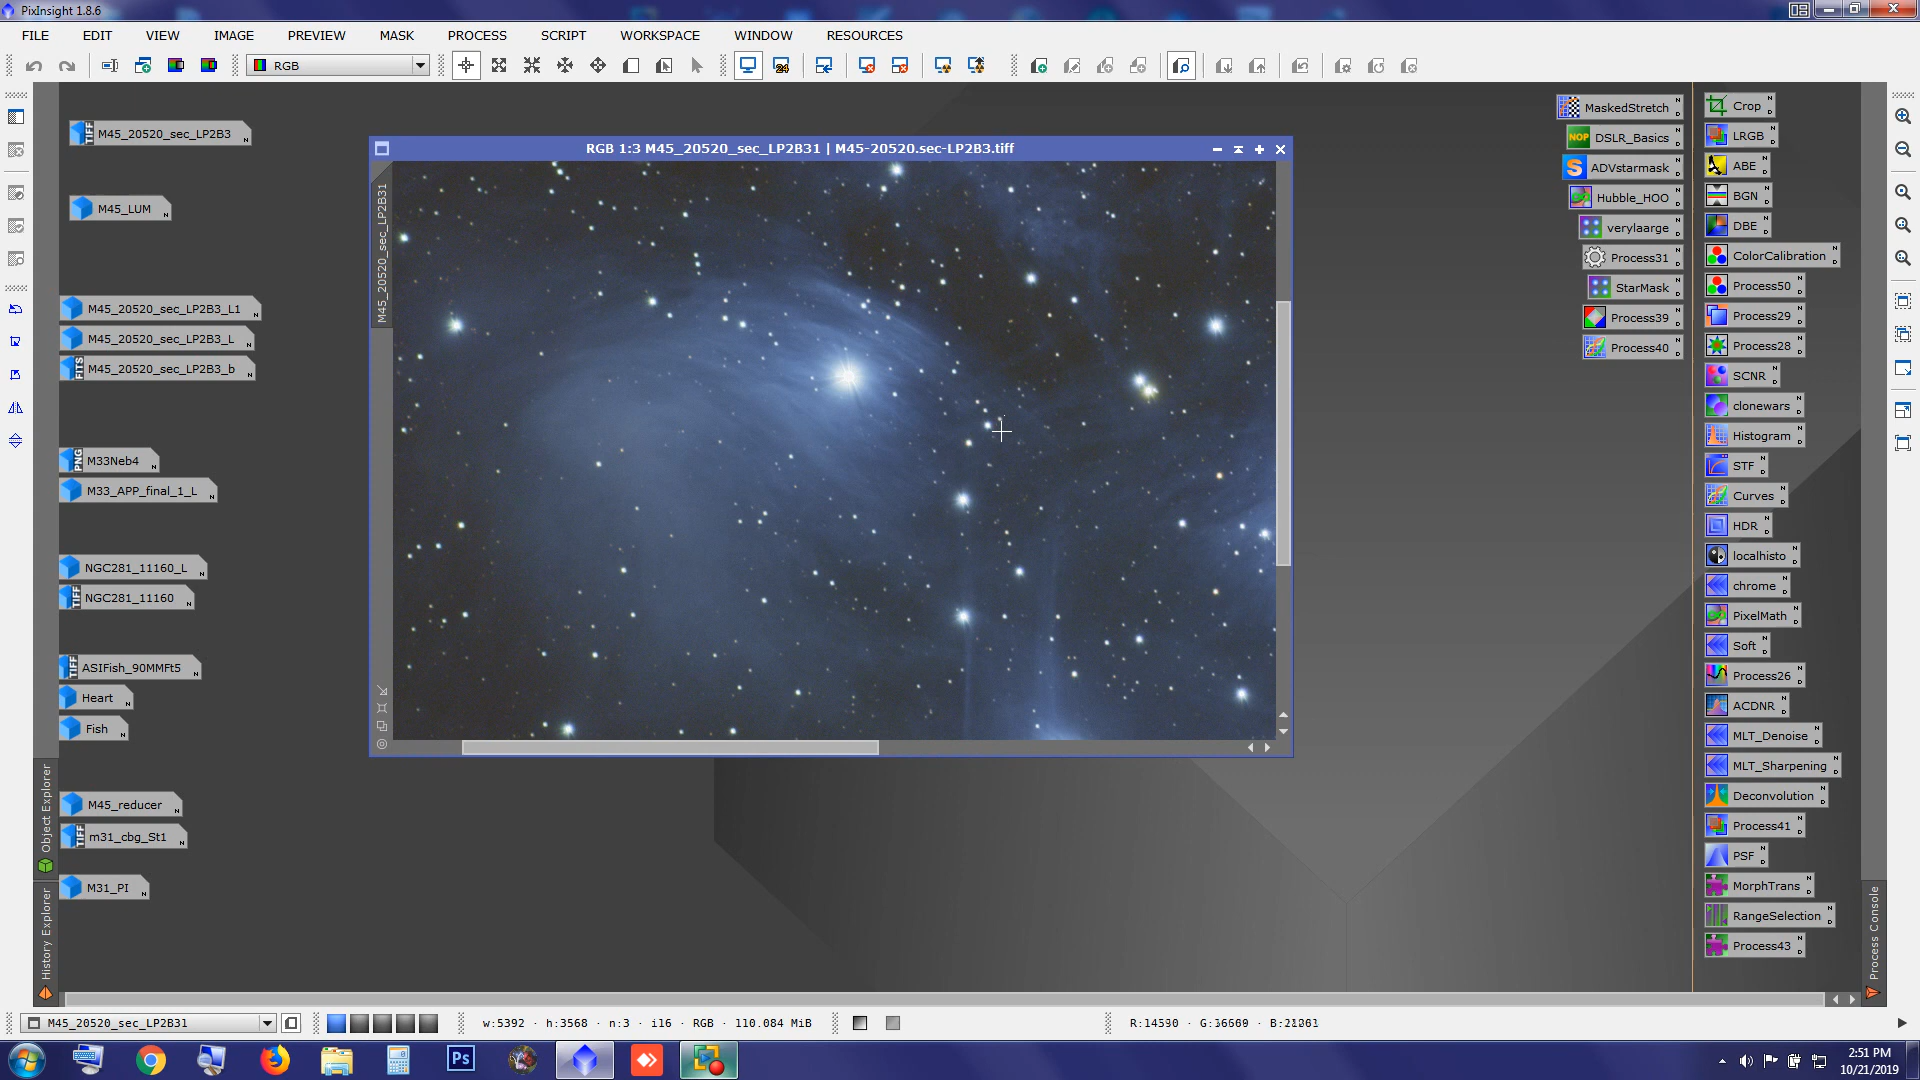 PixInsight 1.8.6
FILE EDIT VIEW IMAGE PREVIEW MASK PROCESS SCRIPT WORKSPACE WINDOW RESOURCES
RGB
24
M45_20520_sec_LP2B3
M45_LUM
M45_20520_sec_LP2B3_L1
M45_20520_sec_LP2B3_L
M45_20520_sec_LP2B3_b
M33Neb4
M33_APP_final_1_L
NGC281_11160_L
NGC281_11160
ASIFish_90MMFt5
Heart
Fish
M45_reducer
m31_cbg_St1
M31_PI
Object Explorer
History Explorer
RGB 1:3 M45_20520_sec_LP2B31 | M45-20520.sec-LP2B3.tiff
M45_20520_sec_LP2B31
MaskedStretch
NOP DSLR_Basics
ADVstarmask
Hubble_HOO
verylaarge
Process31
StarMask
Process39
Process40
Crop
LRGB
ABE
BGN
DBE
ColorCalibration
Process50
Process29
Process28
SCNR
clonewars
Histogram
STF
Curves
HDR
localhisto
chrome
PixelMath
Soft
Process26
ACDNR
MLT_Denoise
MLT_Sharpening
Deconvolution
Process41
PSF
MorphTrans
RangeSelection
Process43
Process Console
M45_20520_sec_LP2B31
w:5392 · h:3568 · n:3 · i16 · RGB · 110.084 MiB
Ps
2:51 PM
10/21/2019